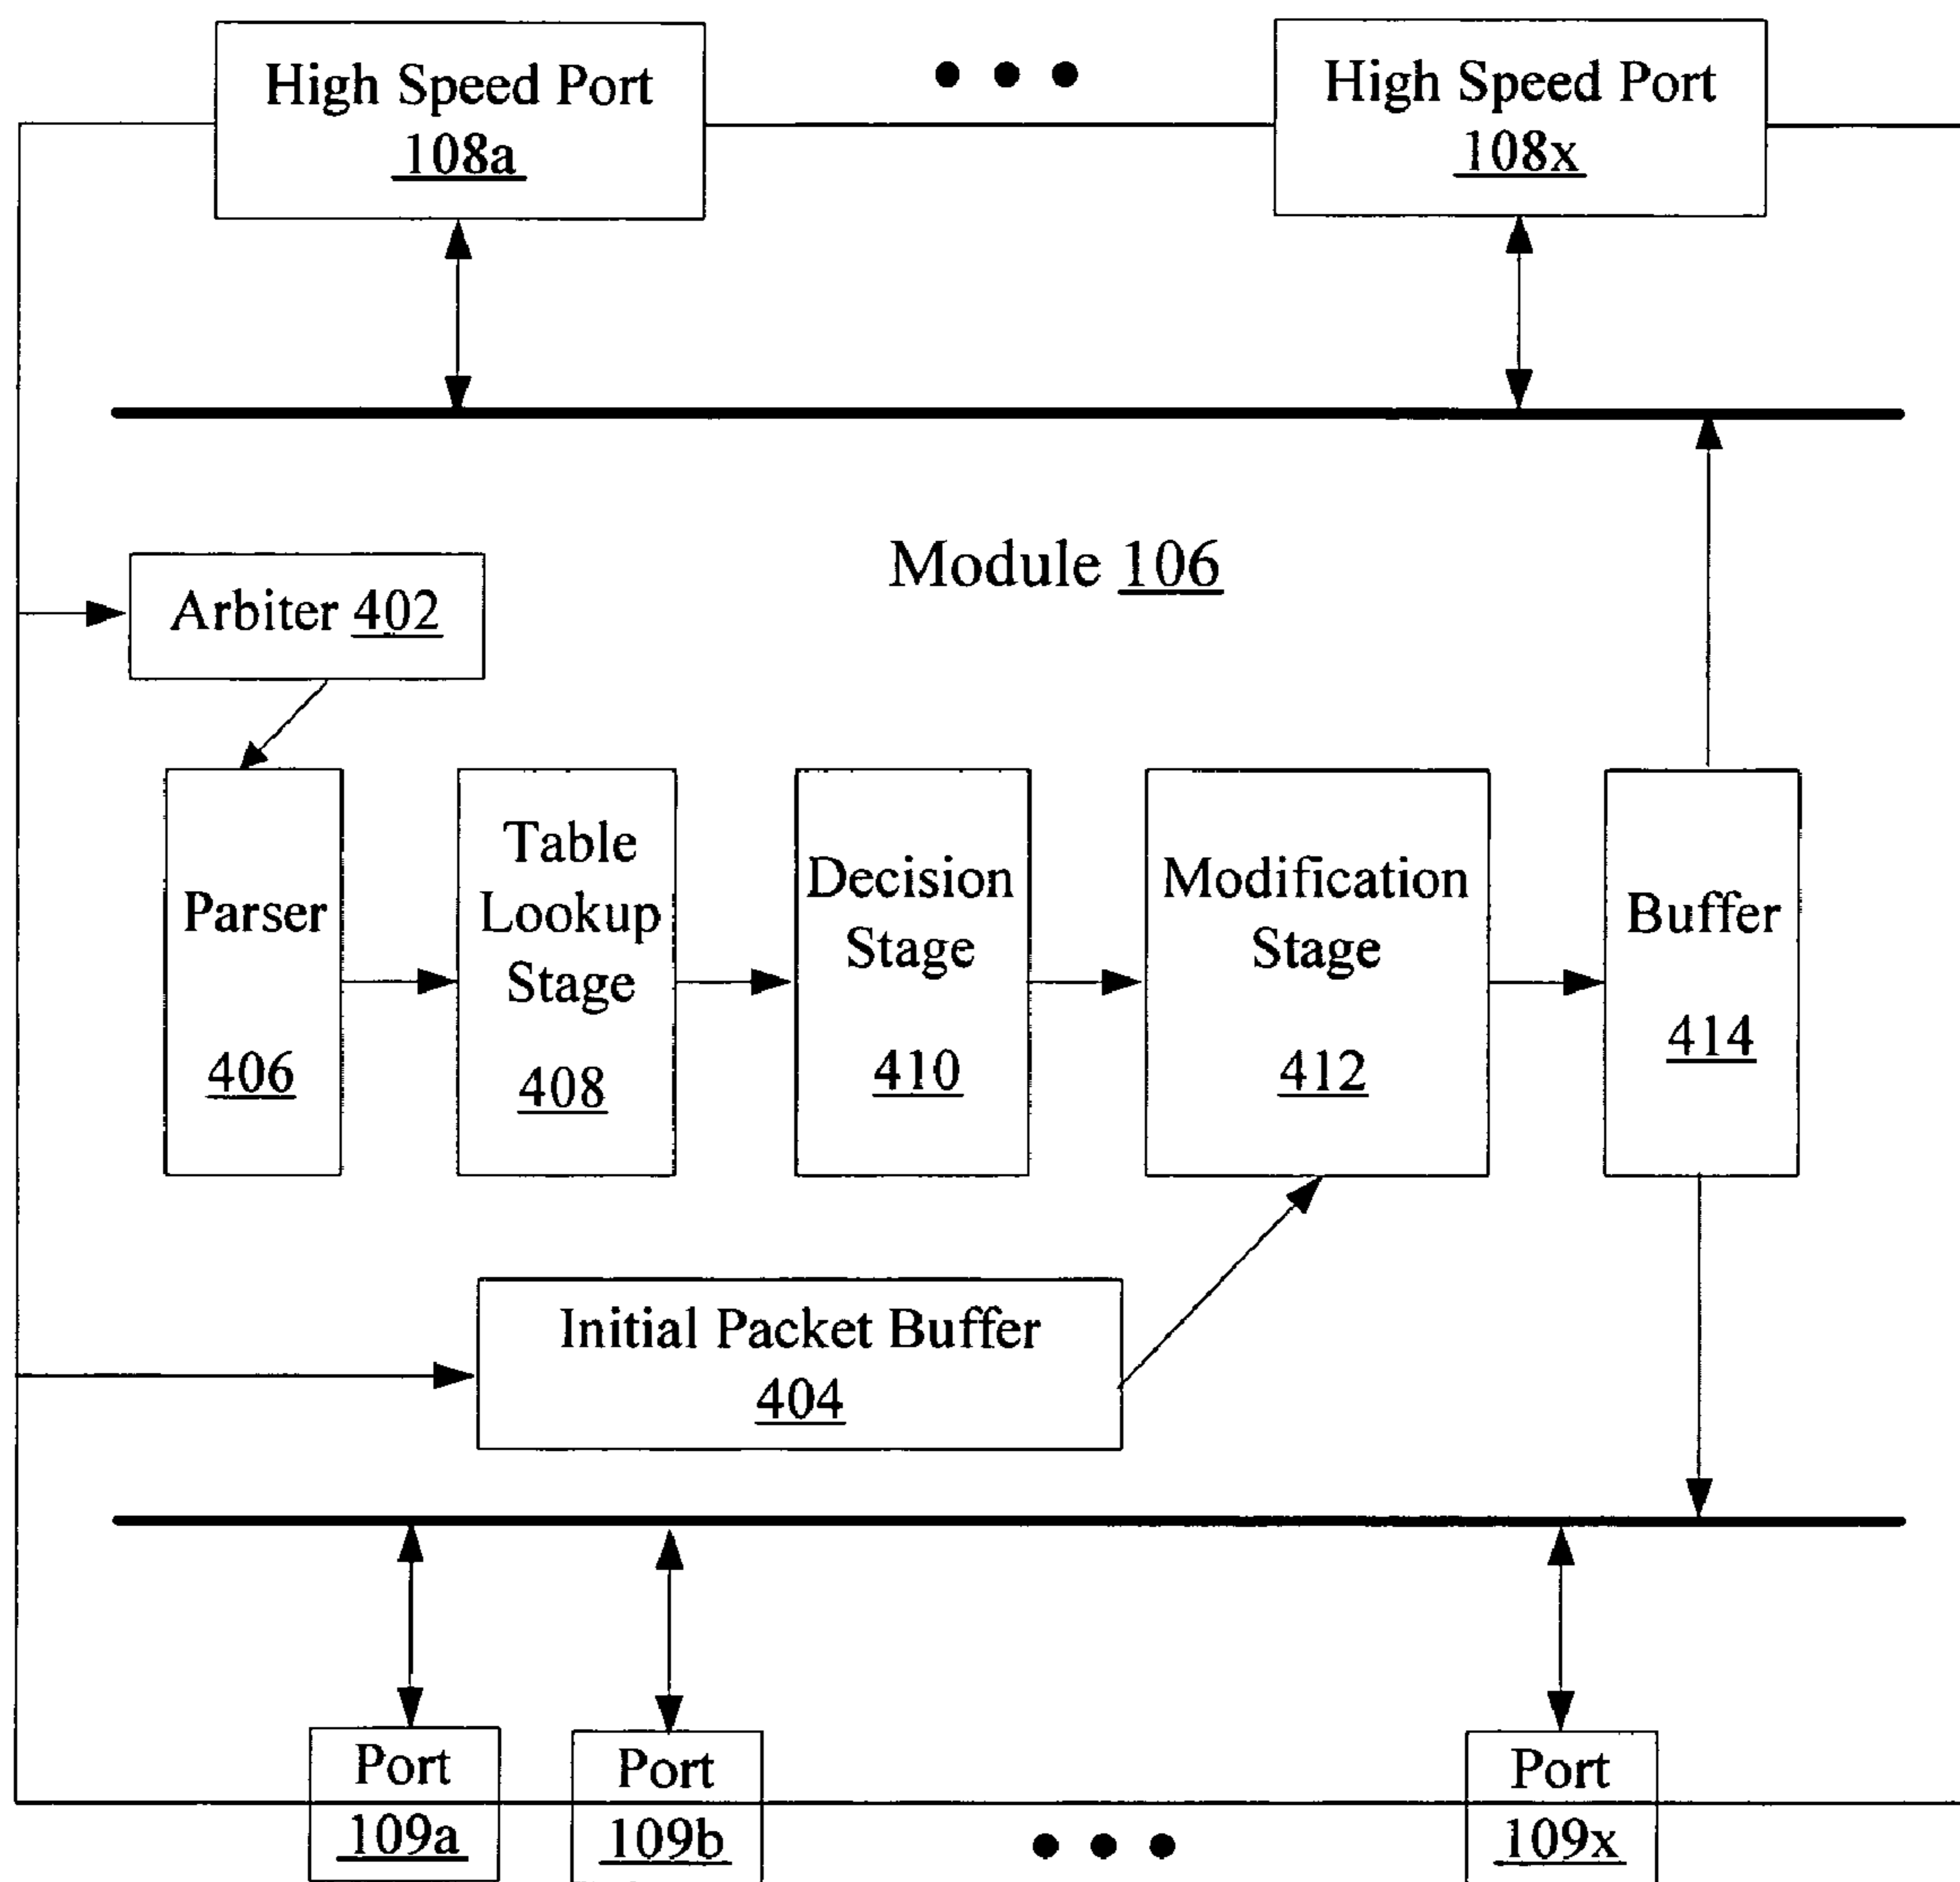 High Speed Port
108a
High Speed Port
108x
Module 106
Arbiter 402
Parser
406
Table
Lookup
Stage
408
Decision
Stage
410
Modification
Stage
412
Buffer
414
Initial Packet Buffer
404
Port
109a
Port
109b
Port
109x